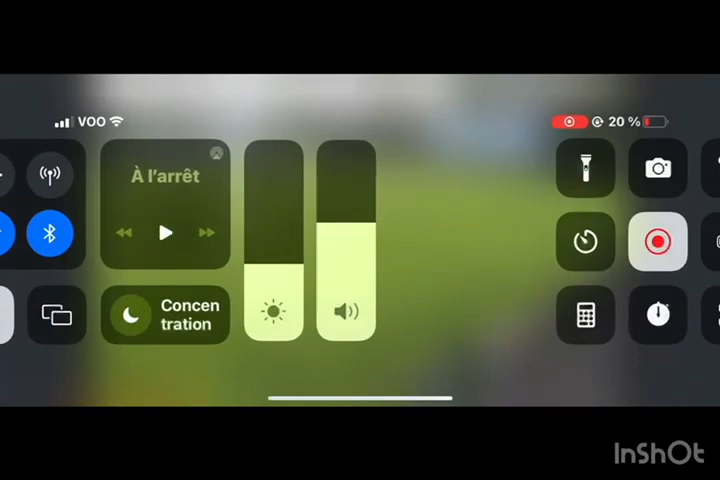 VOO
20 %
À l'arrêt
Concen
tration
InShOt